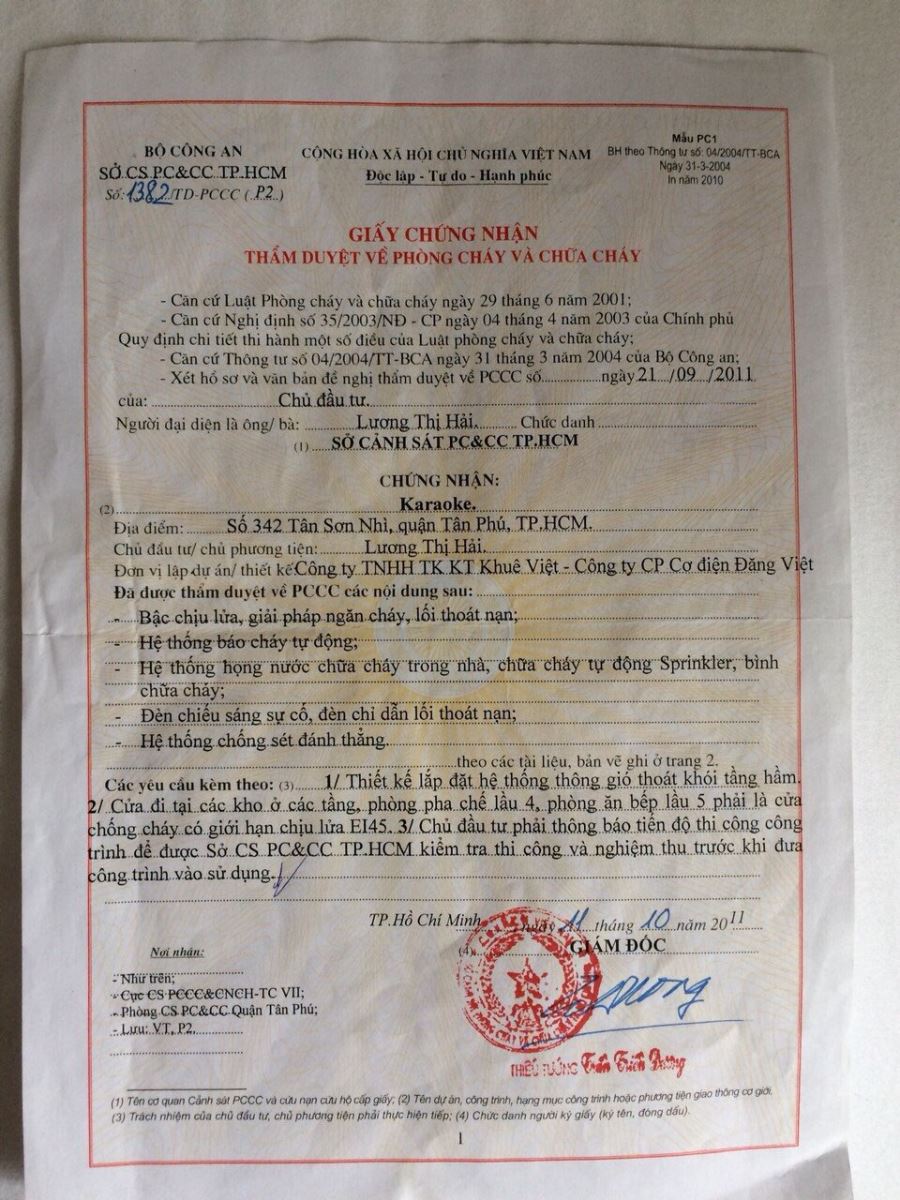 BỘ CÔNG AN
SỞ CS PC&CC TP.HCM
Số: 1382/TD-PCCC ( P2 )
CỘNG HÒA XÃ HỘI CHỦ NGHĨA VIỆT NAM
Độc lập - Tự do - Hạnh phúc
Mẫu PC1
BH theo Thông tư số: 04/2004/TT-BCA
Ngày 31-3-2004
In năm 2010
GIẤY CHỨNG NHẬN
THẨM DUYỆT VỀ PHÒNG CHÁY VÀ CHỮA CHÁY
- Căn cứ Luật Phòng cháy và chữa cháy ngày 29 tháng 6 năm 2001;
- Căn cứ Nghị định số 35/2003/NĐ - CP ngày 04 tháng 4 năm 2003 của Chính phủ
Quy định chi tiết thi hành một số điều của Luật phòng cháy và chữa cháy;
- Căn cứ Thông tư số 04/2004/TT-BCA ngày 31 tháng 3 năm 2004 của Bộ Công an;
- Xét hồ sơ và văn bản đề nghị thẩm duyệt về PCCC số............ngày 21 /09 /2011
của: Chủ đầu tư.
Người đại diện là ông/ bà: Lương Thị Hải. Chức danh
(1) SỞ CẢNH SÁT PC&CC TP.HCM
CHỨNG NHẬN:
(2) Karaoke.
Địa điểm: Số 342 Tân Sơn Nhì, quận Tân Phú, TP.HCM.
Chủ đầu tư/ chủ phương tiện: Lương Thị Hải.
Đơn vị lập dự án/ thiết kế Công ty TNHH TK KT Khuê Việt - Công ty CP Cơ điện Đăng Việt
Đã được thẩm duyệt về PCCC các nội dung sau:
- Bậc chịu lửa, giải pháp ngăn cháy, lối thoát nạn;
- Hệ thống báo cháy tự động;
- Hệ thống họng nước chữa cháy trong nhà, chữa cháy tự động Sprinkler, bình
chữa cháy;
- Đèn chiếu sáng sự cố, đèn chỉ dẫn lối thoát nạn;
- Hệ thống chống sét đánh thẳng.
theo các tài liệu, bản vẽ ghi ở trang 2.
Các yêu cầu kèm theo: (3) 1/ Thiết kế lắp đặt hệ thống thông gió thoát khói tầng hầm.
2/ Cửa đi tại các kho ở các tầng, phòng pha chế lầu 4, phòng ăn bếp lầu 5 phải là cửa
chống cháy có giới hạn chịu lửa EI45. 3/ Chủ đầu tư phải thông báo tiến độ thi công công
trình để được Sở CS PC&CC TP.HCM kiểm tra thi công và nghiệm thu trước khi đưa
công trình vào sử dụng.
TP.Hồ Chí Minh, ngày 11 tháng 10 năm 2011
(4) GIÁM ĐỐC
Nơi nhận:
- Như trên;
- Cục CS PCCC&CNCH-TC VII;
- Phòng CS PC&CC Quận Tân Phú;
- Lưu: VT, P2.
THIẾU TƯỚNG Trần Triều Dương
(1) Tên cơ quan Cảnh sát PCCC và cứu nạn cứu hộ cấp giấy; (2) Tên dự án, công trình, hạng mục công trình hoặc phương tiện giao thông cơ giới,
(3) Trách nhiệm của chủ đầu tư, chủ phương tiện phải thực hiện tiếp; (4) Chức danh người ký giấy (ký tên, đóng dấu).
1